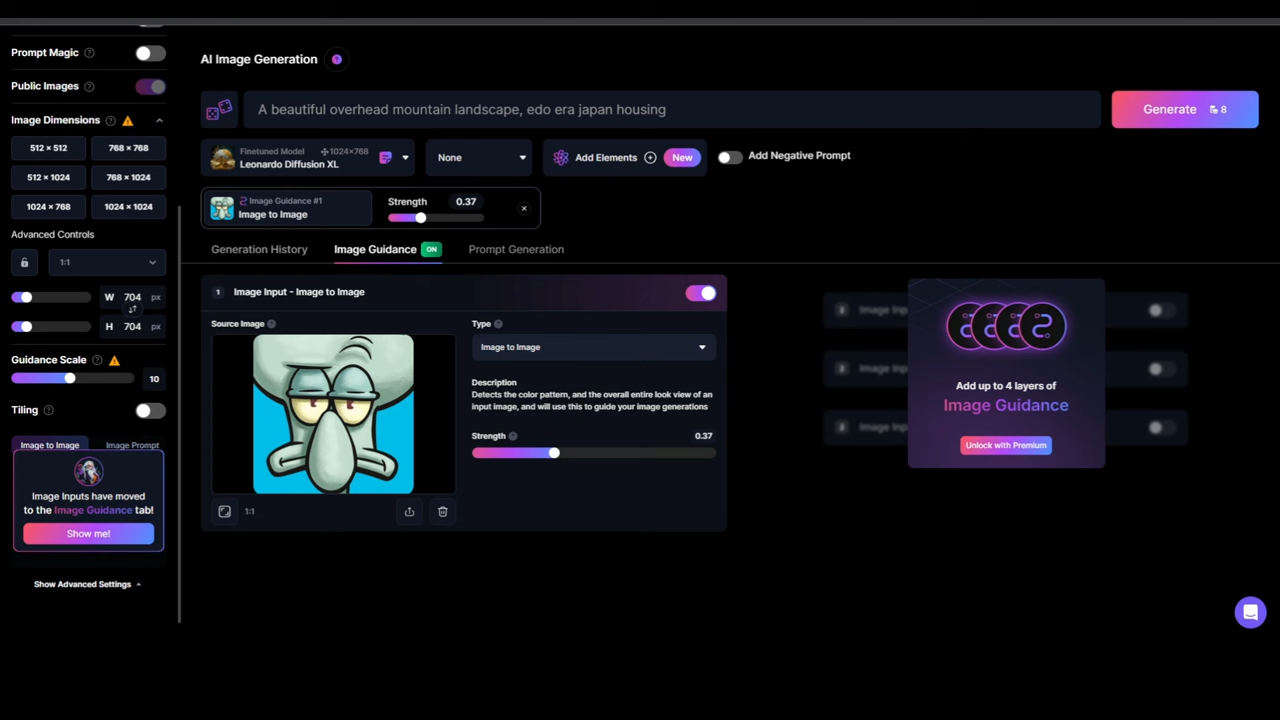 Prompt Magic
Public Images
Image Dimensions
512 × 512
768 × 768
512 × 1024
768 × 1024
1024 × 768
1024 × 1024
Advanced Controls
1:1
W 704 px
H 704 px
Guidance Scale
10
Tiling
Image to Image
Image Prompt
Image Inputs have moved
to the Image Guidance tab!
Show me!
Show Advanced Settings
AI Image Generation
A beautiful overhead mountain landscape, edo era japan housing
Generate 8
Finetuned Model 1024×768
Leonardo Diffusion XL
None
Add Elements
New
Add Negative Prompt
Image Guidance #1
Image to Image
Strength 0.37
Generation History
Image Guidance ON
Prompt Generation
1 Image Input - Image to Image
Source Image
1:1
Type
Image to Image
Description
Detects the color pattern, and the overall entire look view of an
input image, and will use this to guide your image generations
Strength 0.37
Image Inp
Image Inp
Image Inp
Add up to 4 layers of
Image Guidance
Unlock with Premium